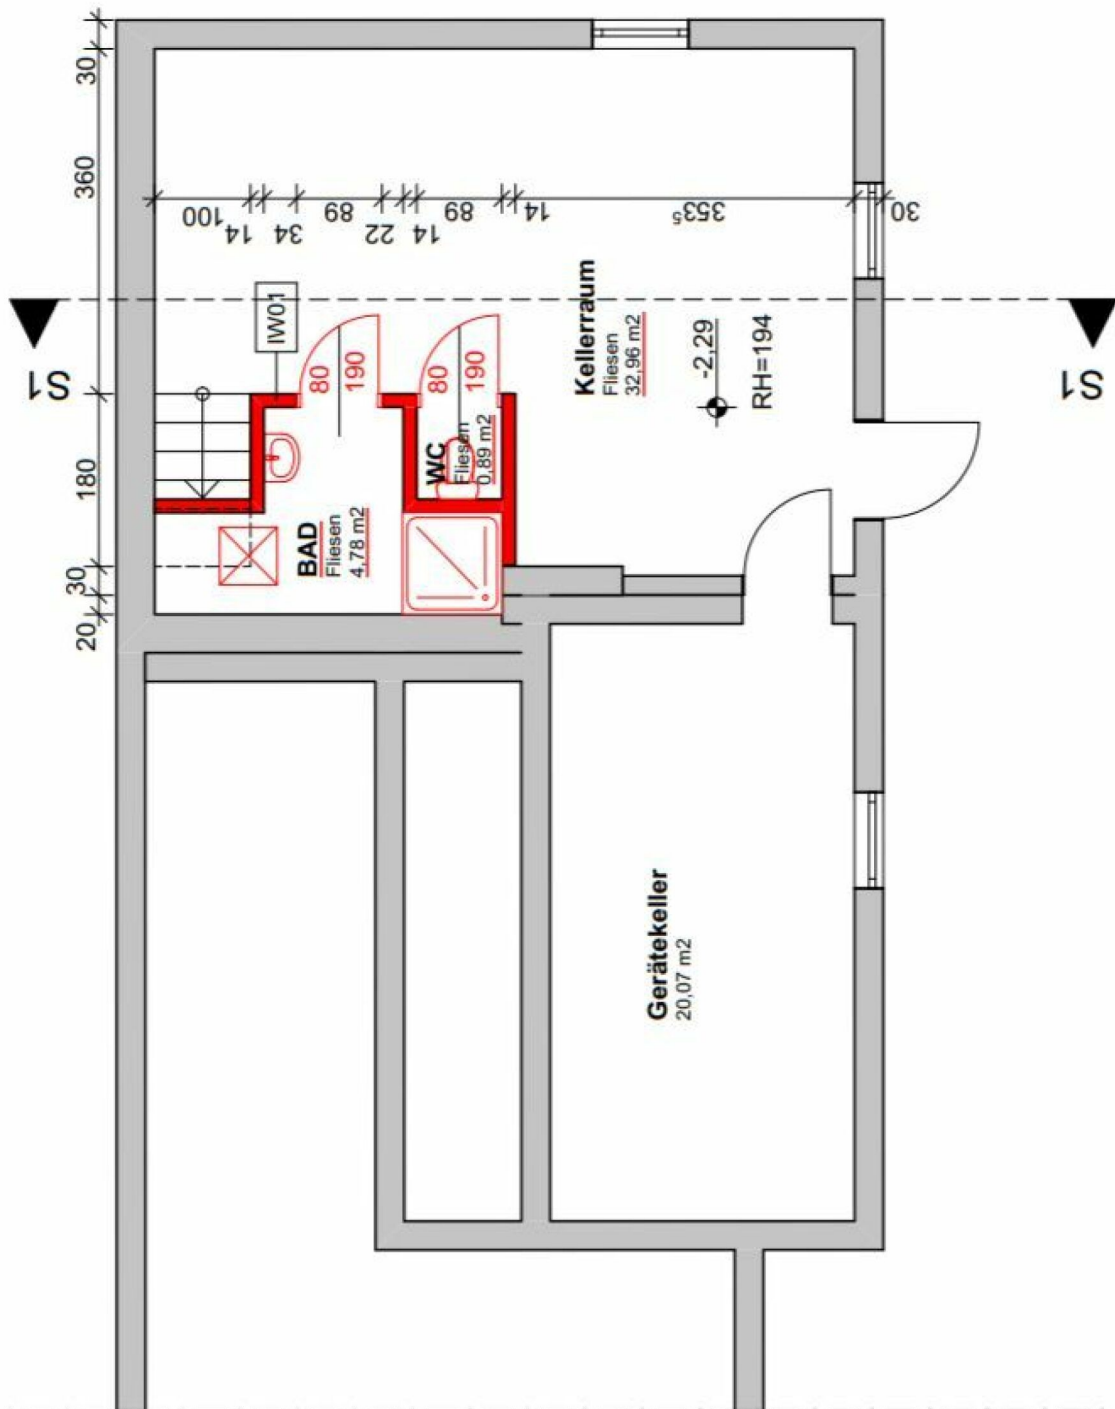 30
360
180
30
20
100
14
34
89
22
14
89
14
353⁵
30
S1
S1
IW01
80
190
80
190
Kellerraum
Fliesen
32,96 m2
-2,29
RH=194
WC
Fliesen
0,89 m2
BAD
Fliesen
4,78 m2
Gerätekeller
20,07 m2